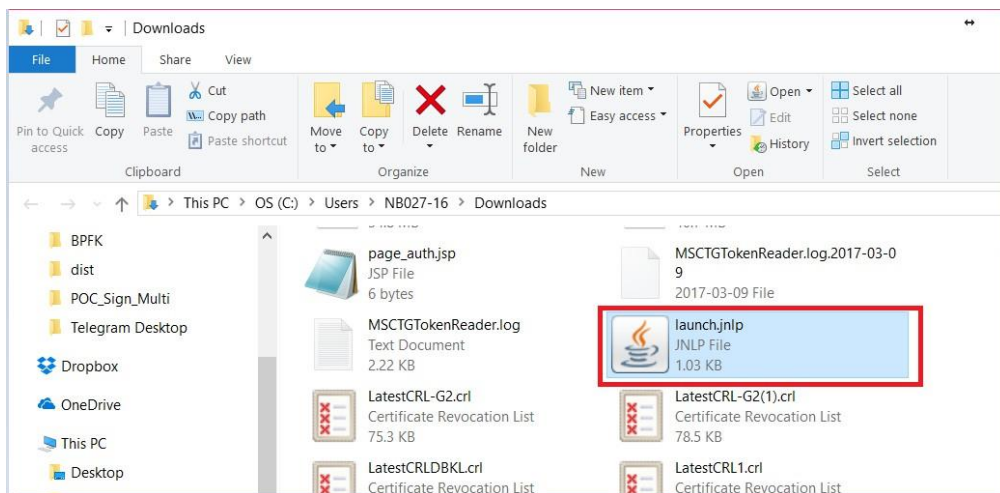 Downloads
File Home Share View
Pin to Quick access
Copy
Paste
Cut
Copy path
Paste shortcut
Move to
Copy to
Delete
Rename
New folder
New item
Easy access
Properties
Open
Edit
History
Select all
Select none
Invert selection
Clipboard Organize New Open Select
This PC > OS (C:) > Users > NB027-16 > Downloads
BPFK
dist
POC_Sign_Multi
Telegram Desktop
Dropbox
OneDrive
This PC
Desktop
page_auth.jsp
JSP File
6 bytes
MSCTGTokenReader.log.2017-03-0
9
2017-03-09 File
MSCTGTokenReader.log
Text Document
2.22 KB
launch.jnlp
JNLP File
1.03 KB
LatestCRL-G2.crl
Certificate Revocation List
75.3 KB
LatestCRL-G2(1).crl
Certificate Revocation List
78.5 KB
LatestCRLDBKL.crl
Certificate Revocation List
LatestCRL1.crl
Certificate Revocation List